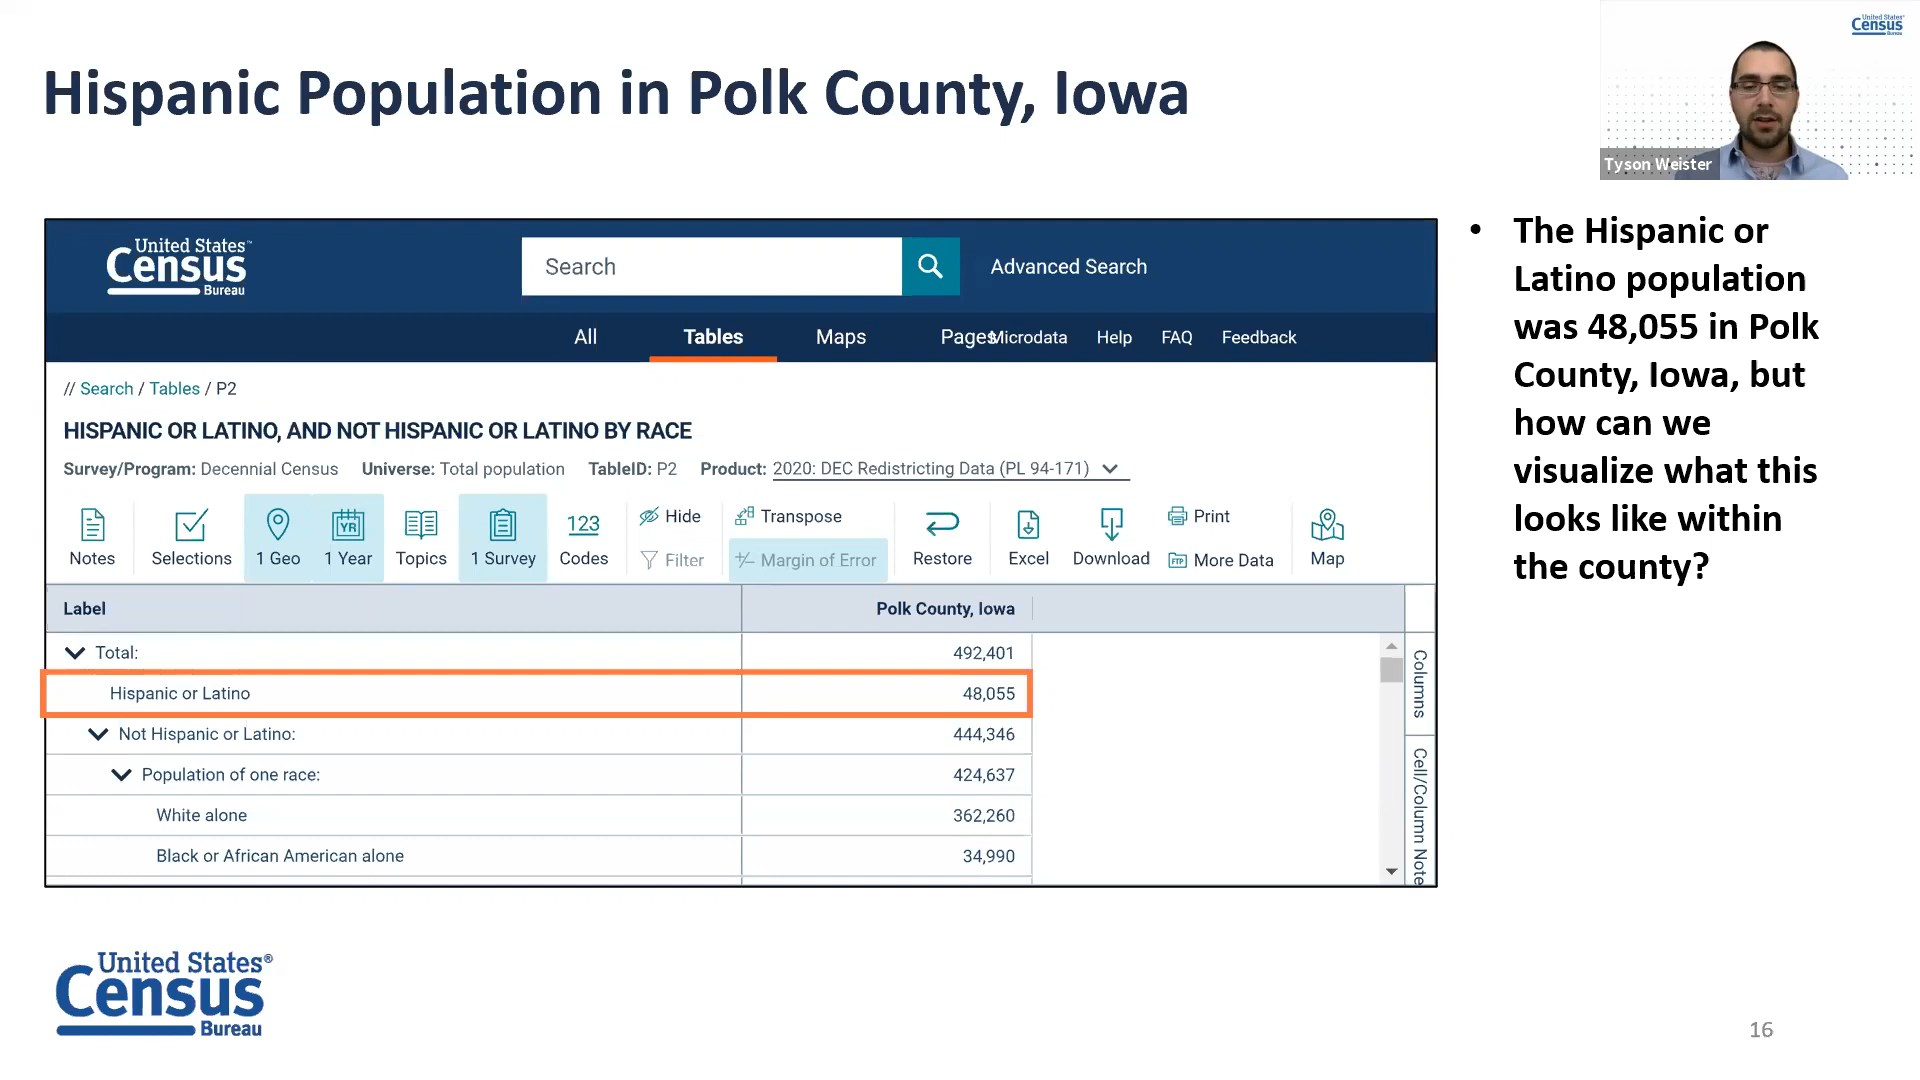 Hispanic Population in Polk County, Iowa
United States
Census
Bureau
Tyson Weister
United States™
Census
Bureau
Search
Advanced Search
All
Tables
Maps
Pages
Microdata
Help
FAQ
Feedback
// Search / Tables / P2
HISPANIC OR LATINO, AND NOT HISPANIC OR LATINO BY RACE
Survey/Program: Decennial Census Universe: Total population TableID: P2 Product: 2020: DEC Redistricting Data (PL 94-171)
Notes
Selections
1 Geo
YR
1 Year
Topics
1 Survey
123
Codes
Hide
Filter
Transpose
Margin of Error
Restore
Excel
Download
Print
FTP
More Data
Map
Label Polk County, Iowa
Total: 492,401
Hispanic or Latino 48,055
Not Hispanic or Latino: 444,346
Population of one race: 424,637
White alone 362,260
Black or African American alone 34,990
Columns
Cell/Column Note
• The Hispanic or
Latino population
was 48,055 in Polk
County, Iowa, but
how can we
visualize what this
looks like within
the county?
United States®
Census
Bureau
16